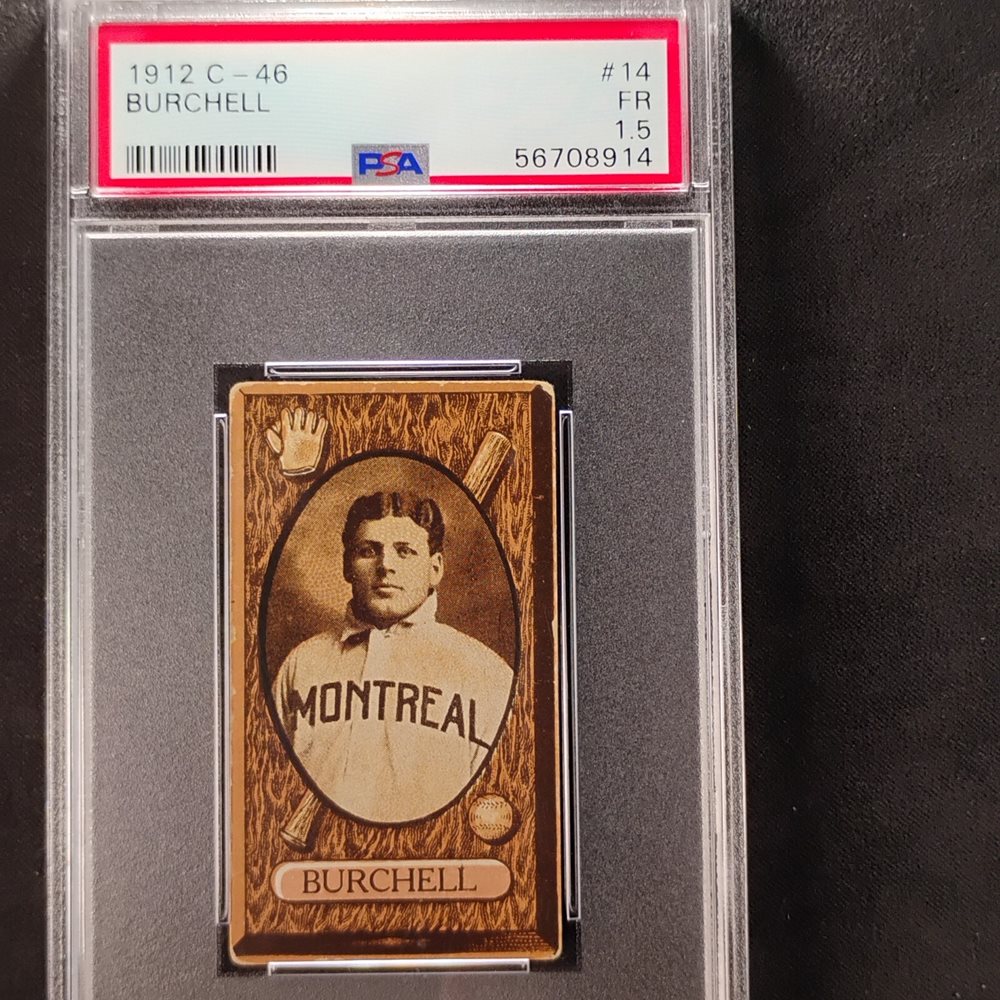 1912 C-46 #14
BURCHELL FR
1.5
PSA 56708914
MONTREAL
BURCHELL